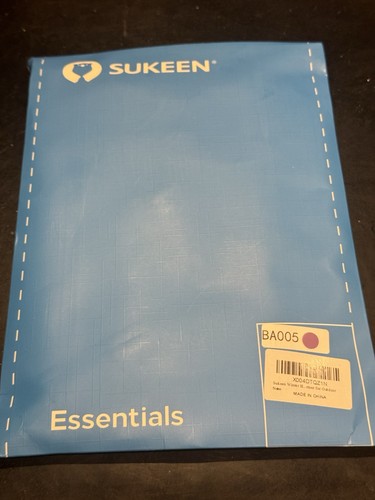 SUKEEN®
BA005
MADE IN CHINA
Essentials